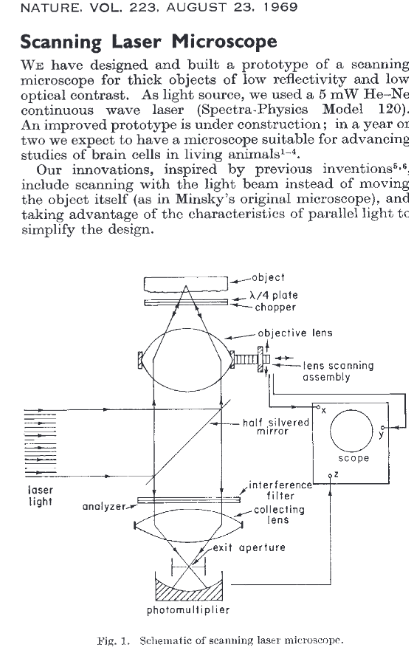 NATURE, VOL. 223, AUGUST 23, 1969
Scanning Laser Microscope
WE have designed and built a prototype of a scanning
microscope for thick objects of low reflectivity and low
optical contrast. As light source, we used a 5 mW He–Ne
continuous wave laser (Spectra-Physics Model 120).
An improved prototype is under construction; in a year or
two we expect to have a microscope suitable for advancing
studies of brain cells in living animals¹⁻⁴.
Our innovations, inspired by previous inventions⁵,⁶,
include scanning with the light beam instead of moving
the object itself (as in Minsky's original microscope), and
taking advantage of the characteristics of parallel light to
simplify the design.
object
λ/4 plate
chopper
objective lens
lens scanning
assembly
x
y
half silvered
mirror
scope
z
laser
light
interference
filter
analyzer
collecting
lens
exit aperture
photomultiplier
Fig. 1. Schematic of scanning laser microscope.